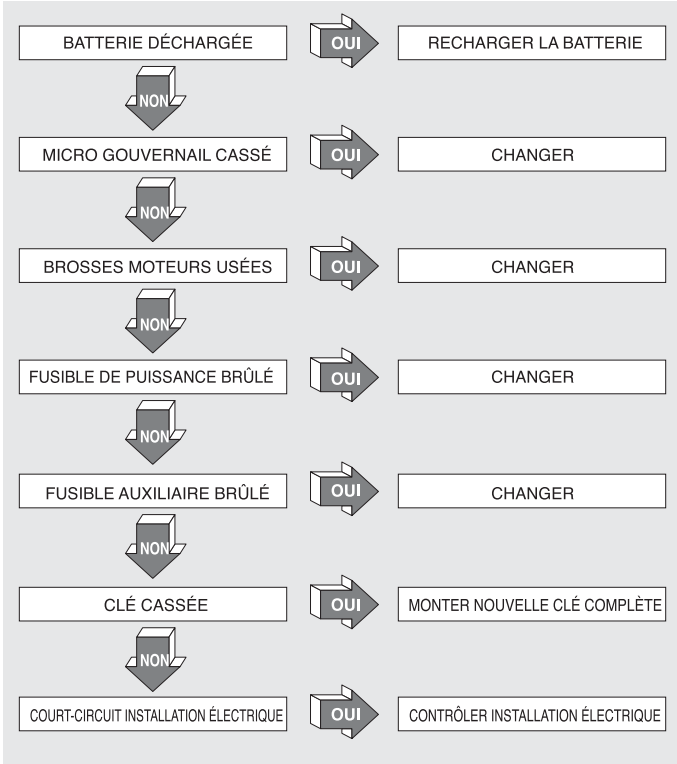 BATTERIE DÉCHARGÉE OUI RECHARGER LA BATTERIE
NON
MICRO GOUVERNAIL CASSÉ OUI CHANGER
NON
BROSSES MOTEURS USÉES OUI CHANGER
NON
FUSIBLE DE PUISSANCE BRÛLÉ OUI CHANGER
NON
FUSIBLE AUXILIAIRE BRÛLÉ OUI CHANGER
NON
CLÉ CASSÉE OUI MONTER NOUVELLE CLÉ COMPLÈTE
NON
COURT-CIRCUIT INSTALLATION ÉLECTRIQUE OUI CONTRÔLER INSTALLATION ÉLECTRIQUE